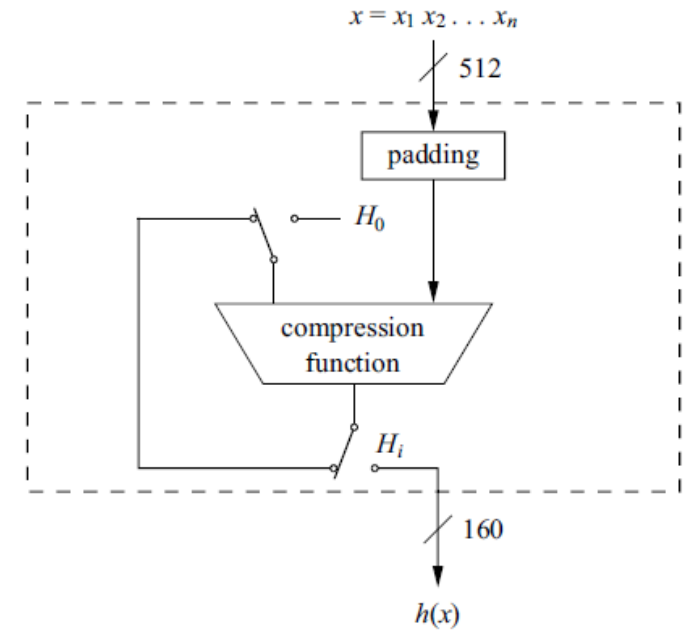 x = x₁ x₂ . . . xₙ
512
padding
H₀
compression
function
Hᵢ
160
h(x)